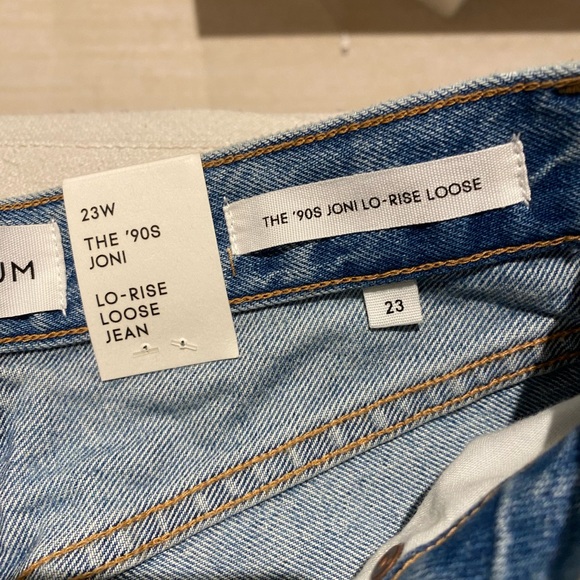 UM
23W
THE '90S
JONI
LO-RISE
LOOSE
JEAN
THE '90S JONI LO-RISE LOOSE
23